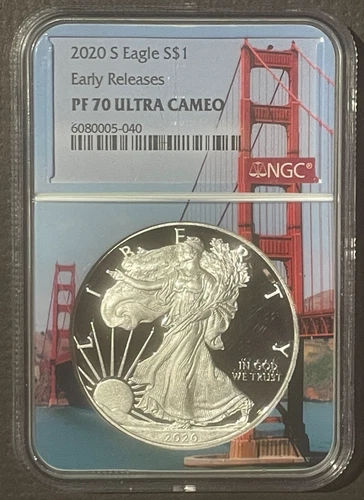 2020 S Eagle S$1
Early Releases
PF 70 ULTRA CAMEO
6080005-040
NGC®
LIBERTY
IN GOD
WE TRUST
2020